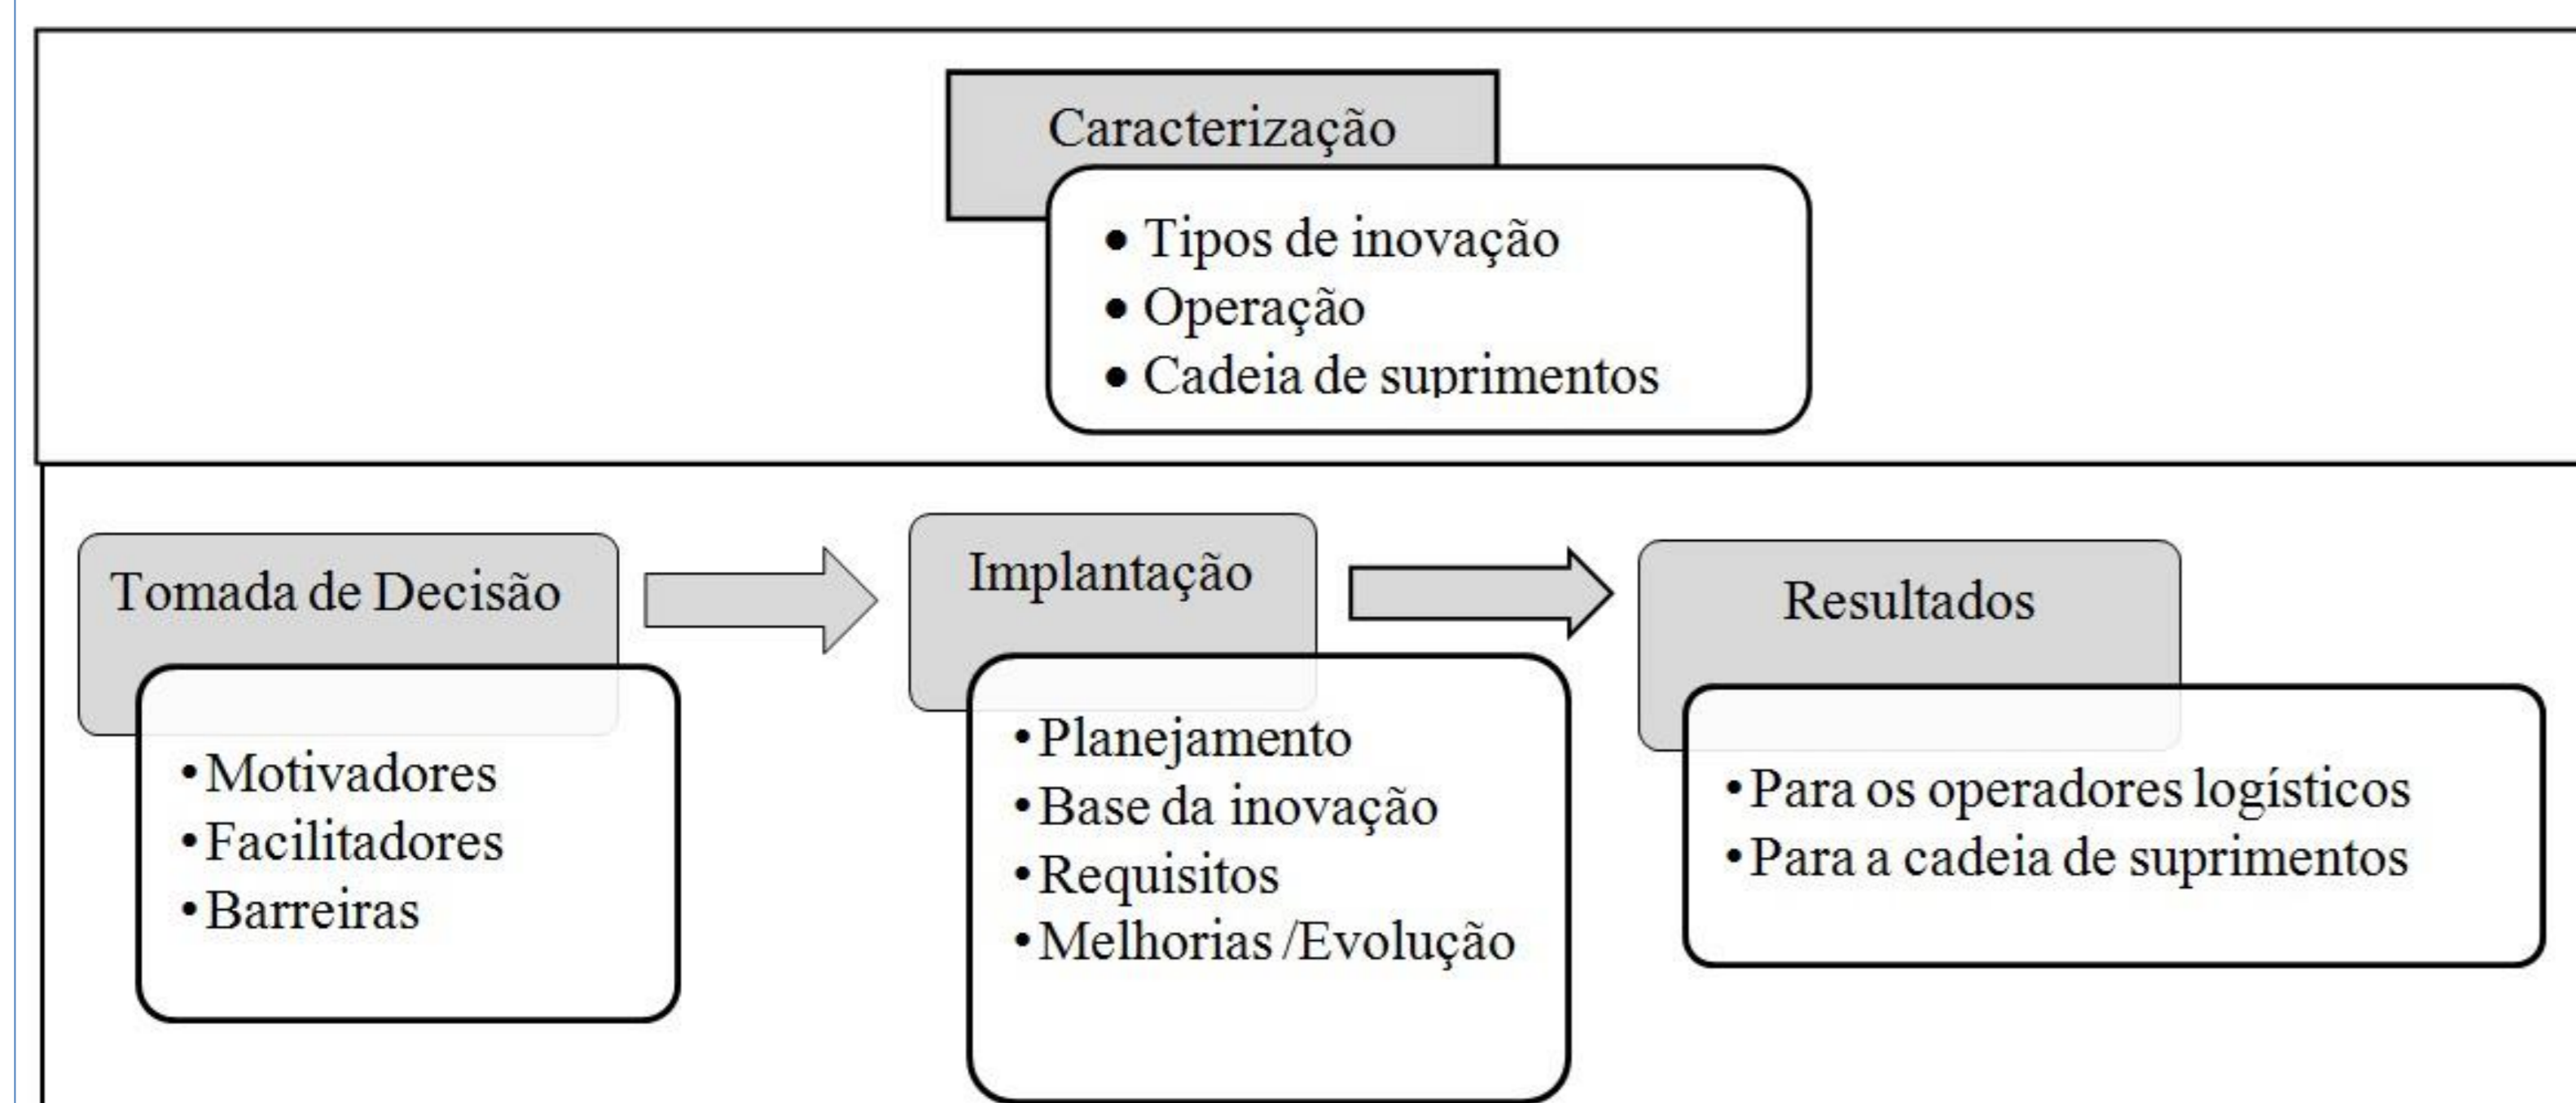 Caracterização
• Tipos de inovação
• Operação
• Cadeia de suprimentos
Tomada de Decisão
•Motivadores
•Facilitadores
•Barreiras
Implantação
•Planejamento
•Base da inovação
•Requisitos
•Melhorias /Evolução
Resultados
•Para os operadores logísticos
•Para a cadeia de suprimentos